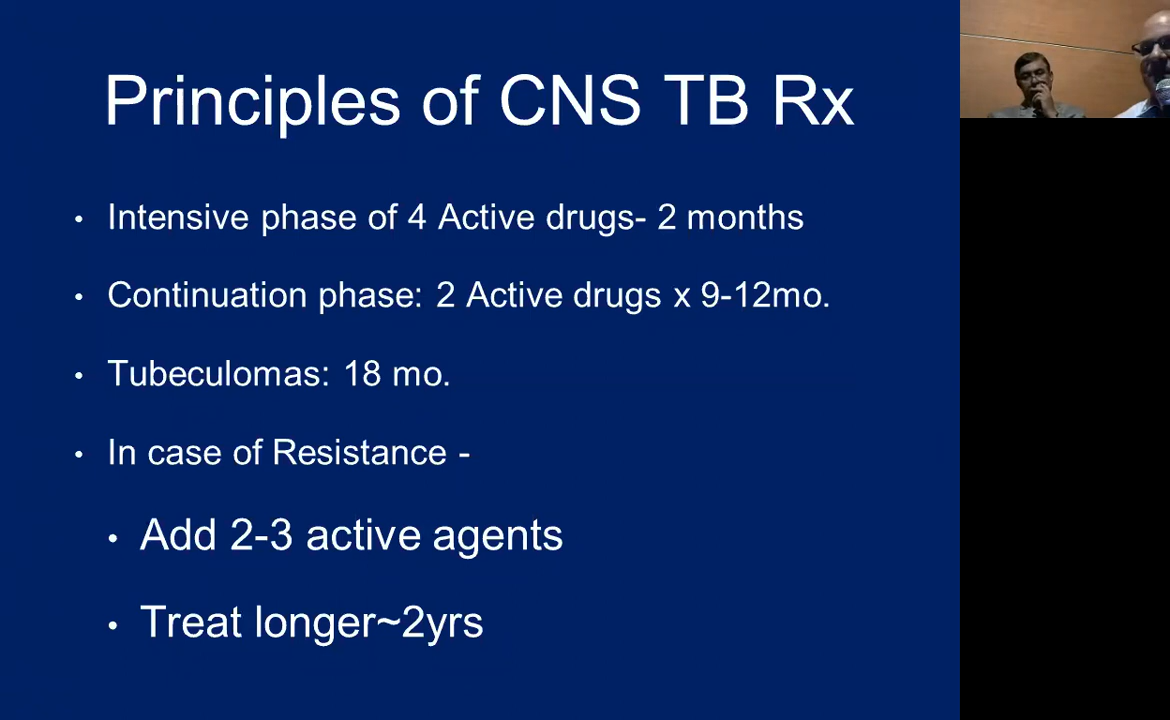 Principles of CNS TB Rx
• Intensive phase of 4 Active drugs- 2 months
• Continuation phase: 2 Active drugs x 9-12mo.
• Tubeculomas: 18 mo.
• In case of Resistance -
• Add 2-3 active agents
• Treat longer~2yrs